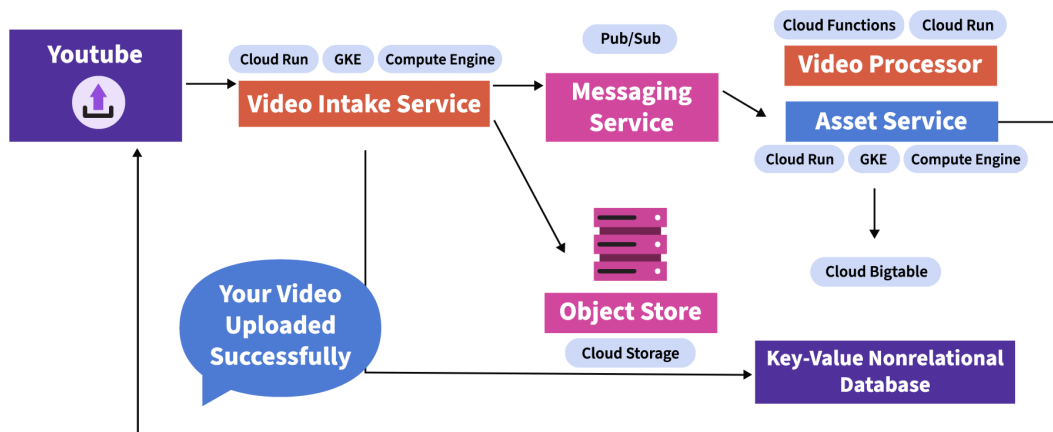 Youtube
Cloud Run
GKE
Compute Engine
Video Intake Service
Pub/Sub
Messaging
Service
Cloud Functions
Cloud Run
Video Processor
Asset Service
Cloud Run
GKE
Compute Engine
Cloud Bigtable
Object Store
Cloud Storage
Your Video
Uploaded
Successfully
Key-Value Nonrelational
Database